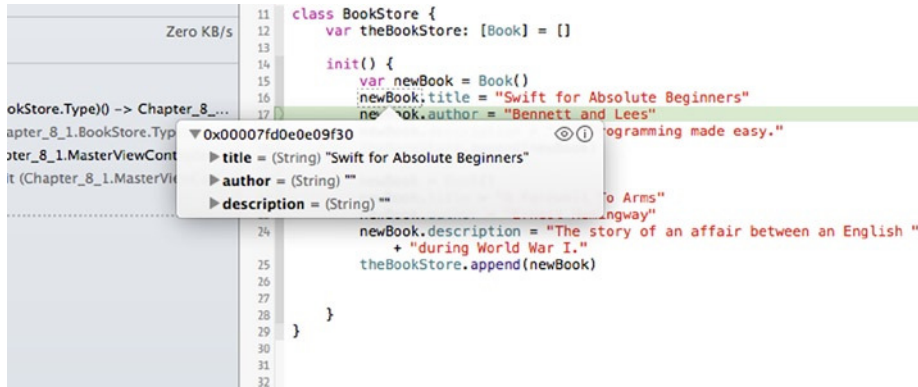 Zero KB/s
okStore.Type)() -> Chapter_8_...
apter_8_1.BookStore.Typ
pter_8_1.MasterViewCont
it (Chapter_8_1.MasterVie
11 class BookStore {
12 var theBookStore: [Book] = []
13
14 init() {
15 var newBook = Book()
16 newBook.title = "Swift for Absolute Beginners"
17 newBook.author = "Bennett and Lees"
rogramming made easy."
0x00007fd0e0e09f30
title = (String) "Swift for Absolute Beginners"
author = (String) ""
description = (String) ""
o Arms"
ngway"
24 newBook.description = "The story of an affair between an English "
+ "during World War I."
25 theBookStore.append(newBook)
26
27
28 }
29 }
30
31
32